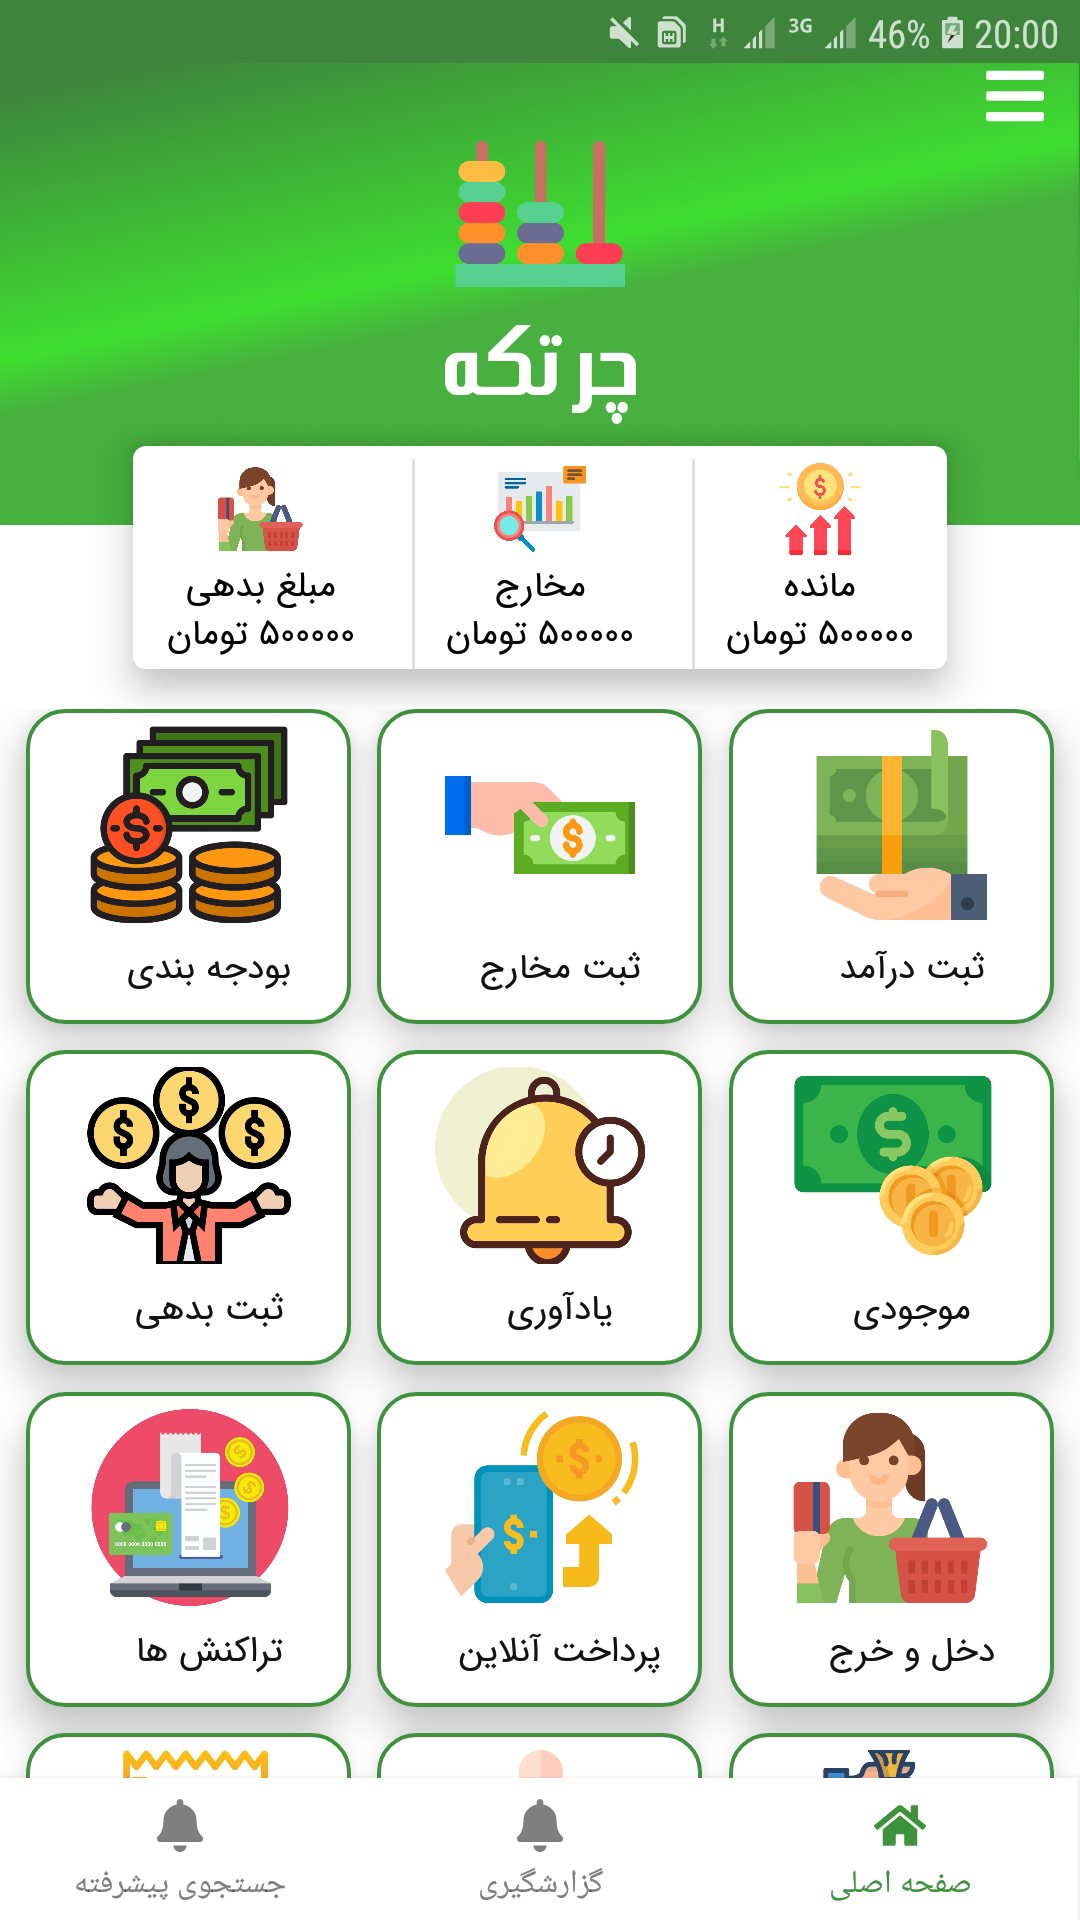 H 3G 46% 20:00
چرتکه
مانده مخارج مبلغ بدهی
۵۰۰۰۰۰ تومان ۵۰۰۰۰۰ تومان ۵۰۰۰۰۰ تومان
ثبت درآمد ثبت مخارج بودجه بندی
موجودی یادآوری ثبت بدهی
دخل و خرج پرداخت آنلاین تراکنش ها
صفحه اصلی گزارشگیری جستجوی پیشرفته